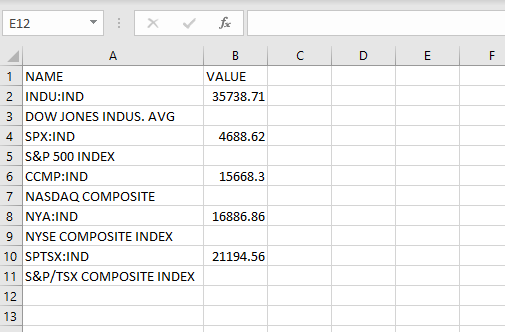 E12 fx
A B C D E F
1 NAME VALUE
2 INDU:IND 35738.71
3 DOW JONES INDUS. AVG
4 SPX:IND 4688.62
5 S&P 500 INDEX
6 CCMP:IND 15668.3
7 NASDAQ COMPOSITE
8 NYA:IND 16886.86
9 NYSE COMPOSITE INDEX
10 SPTSX:IND 21194.56
11 S&P/TSX COMPOSITE INDEX
12
13